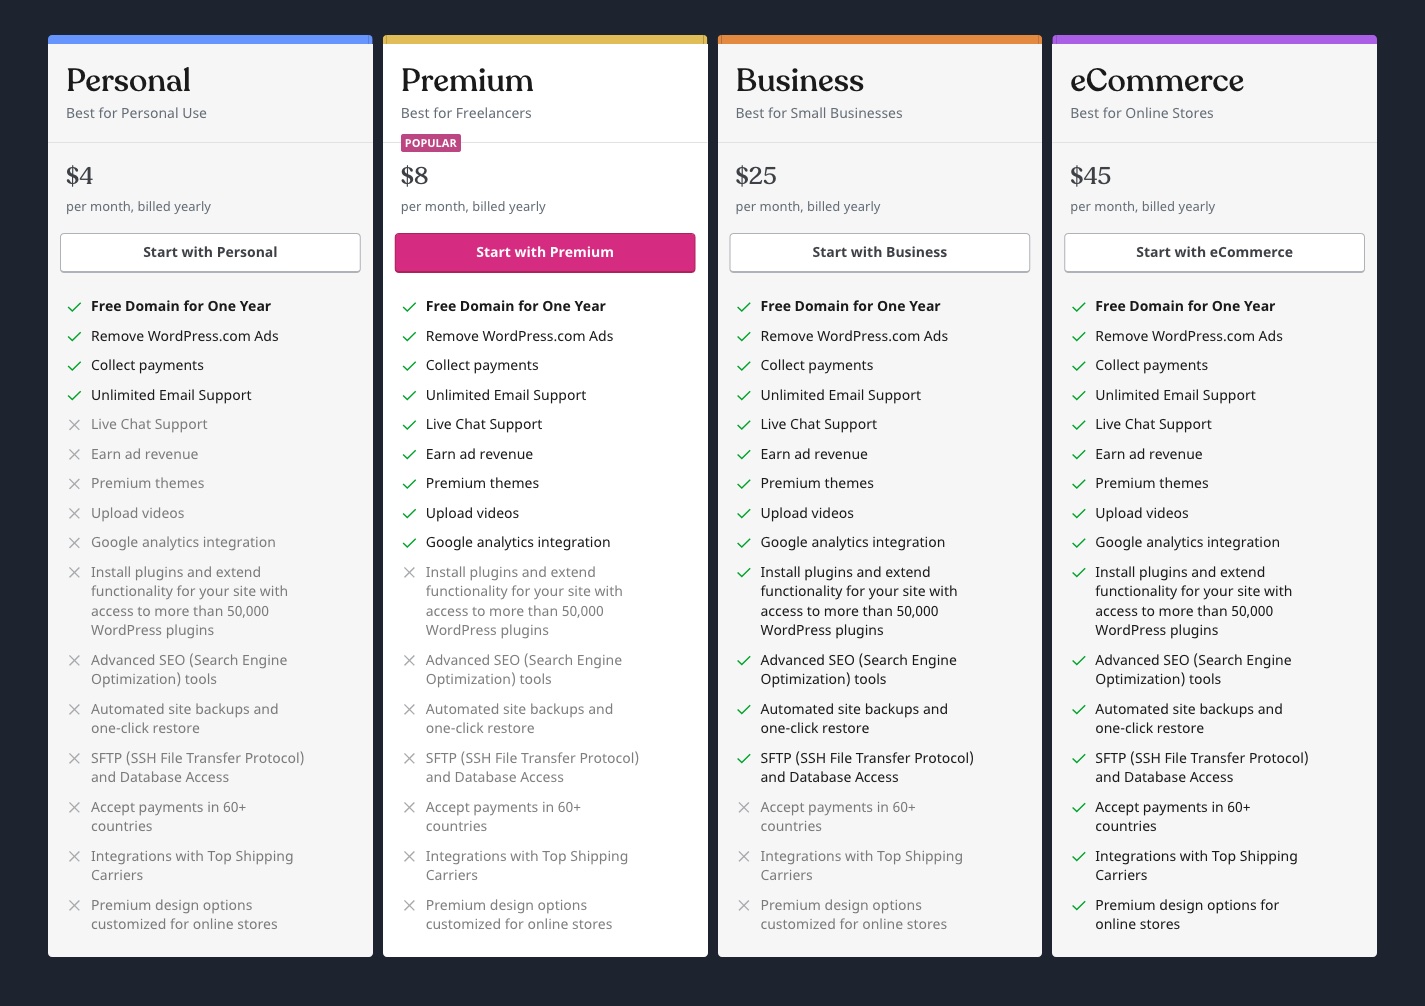 Personal
Best for Personal Use
$4
per month, billed yearly
Start with Personal
Free Domain for One Year
Remove WordPress.com Ads
Collect payments
Unlimited Email Support
Live Chat Support
Earn ad revenue
Premium themes
Upload videos
Google analytics integration
Install plugins and extend
functionality for your site with
access to more than 50,000
WordPress plugins
Advanced SEO (Search Engine
Optimization) tools
Automated site backups and
one-click restore
SFTP (SSH File Transfer Protocol)
and Database Access
Accept payments in 60+
countries
Integrations with Top Shipping
Carriers
Premium design options
customized for online stores
Premium
Best for Freelancers
POPULAR
$8
per month, billed yearly
Start with Premium
Free Domain for One Year
Remove WordPress.com Ads
Collect payments
Unlimited Email Support
Live Chat Support
Earn ad revenue
Premium themes
Upload videos
Google analytics integration
Install plugins and extend
functionality for your site with
access to more than 50,000
WordPress plugins
Advanced SEO (Search Engine
Optimization) tools
Automated site backups and
one-click restore
SFTP (SSH File Transfer Protocol)
and Database Access
Accept payments in 60+
countries
Integrations with Top Shipping
Carriers
Premium design options
customized for online stores
Business
Best for Small Businesses
$25
per month, billed yearly
Start with Business
Free Domain for One Year
Remove WordPress.com Ads
Collect payments
Unlimited Email Support
Live Chat Support
Earn ad revenue
Premium themes
Upload videos
Google analytics integration
Install plugins and extend
functionality for your site with
access to more than 50,000
WordPress plugins
Advanced SEO (Search Engine
Optimization) tools
Automated site backups and
one-click restore
SFTP (SSH File Transfer Protocol)
and Database Access
Accept payments in 60+
countries
Integrations with Top Shipping
Carriers
Premium design options
customized for online stores
eCommerce
Best for Online Stores
$45
per month, billed yearly
Start with eCommerce
Free Domain for One Year
Remove WordPress.com Ads
Collect payments
Unlimited Email Support
Live Chat Support
Earn ad revenue
Premium themes
Upload videos
Google analytics integration
Install plugins and extend
functionality for your site with
access to more than 50,000
WordPress plugins
Advanced SEO (Search Engine
Optimization) tools
Automated site backups and
one-click restore
SFTP (SSH File Transfer Protocol)
and Database Access
Accept payments in 60+
countries
Integrations with Top Shipping
Carriers
Premium design options for
online stores